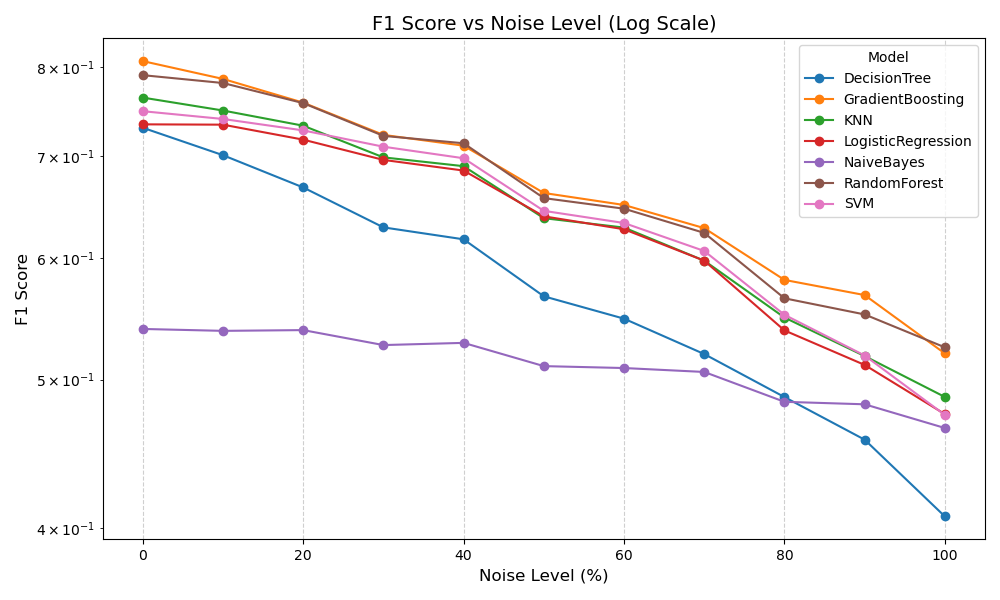 F1 Score vs Noise Level (Log Scale)
F1 Score
8 × 10⁻¹
7 × 10⁻¹
6 × 10⁻¹
5 × 10⁻¹
4 × 10⁻¹
Model
DecisionTree
GradientBoosting
KNN
LogisticRegression
NaiveBayes
RandomForest
SVM
0 20 40 60 80 100
Noise Level (%)